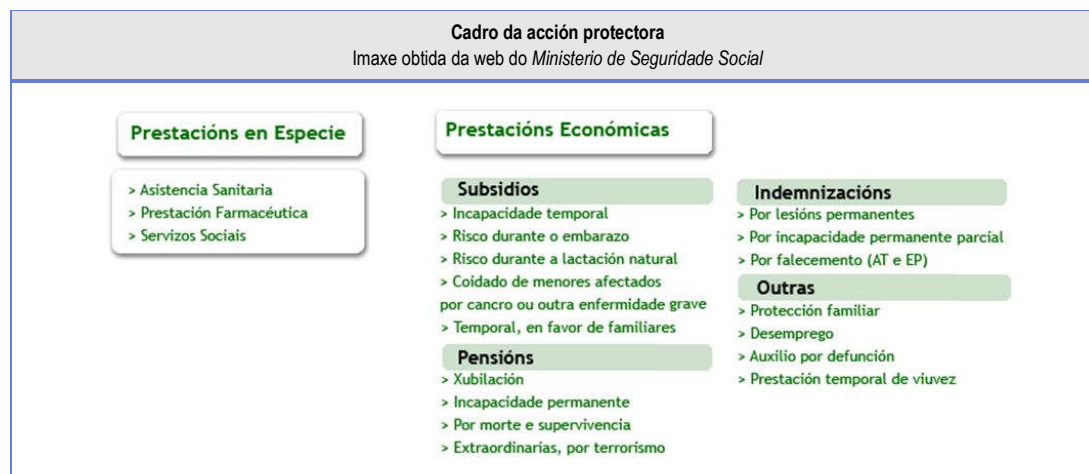 Cadro da acción protectora
Imaxe obtida da web do Ministerio de Seguridade Social
Prestacións en Especie
> Asistencia Sanitaria
> Prestación Farmacéutica
> Servizos Sociais
Prestacións Económicas
Subsidios
> Incapacidade temporal
> Risco durante o embarazo
> Risco durante a lactación natural
> Coidado de menores afectados
por cancro ou outra enfermidade grave
> Temporal, en favor de familiares
Pensións
> Xubilación
> Incapacidade permanente
> Por morte e supervivencia
> Extraordinarias, por terrorismo
Indemnizacións
> Por lesións permanentes
> Por incapacidade permanente parcial
> Por falecemento (AT e EP)
Outras
> Protección familiar
> Desemprego
> Auxilio por defunción
> Prestación temporal de viuvez